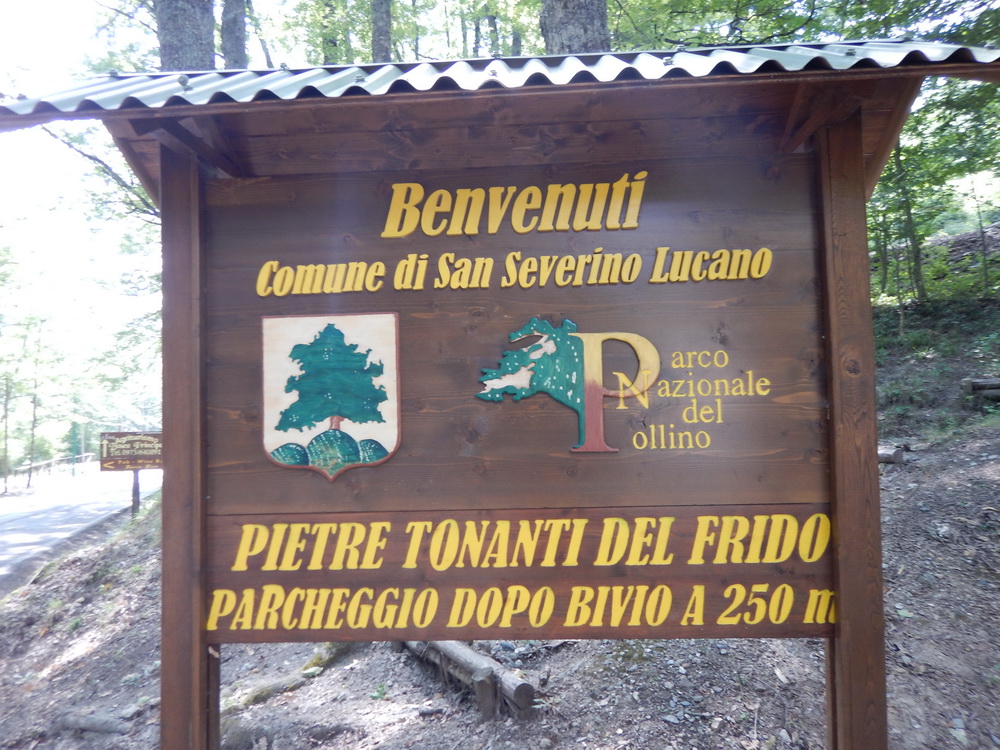 Benvenuti
Comune di San Severino Lucano
Parco
Nazionale
del
Pollino
PIETRE TONANTI DEL FRIDO
PARCHEGGIO DOPO BIVIO A 250 m